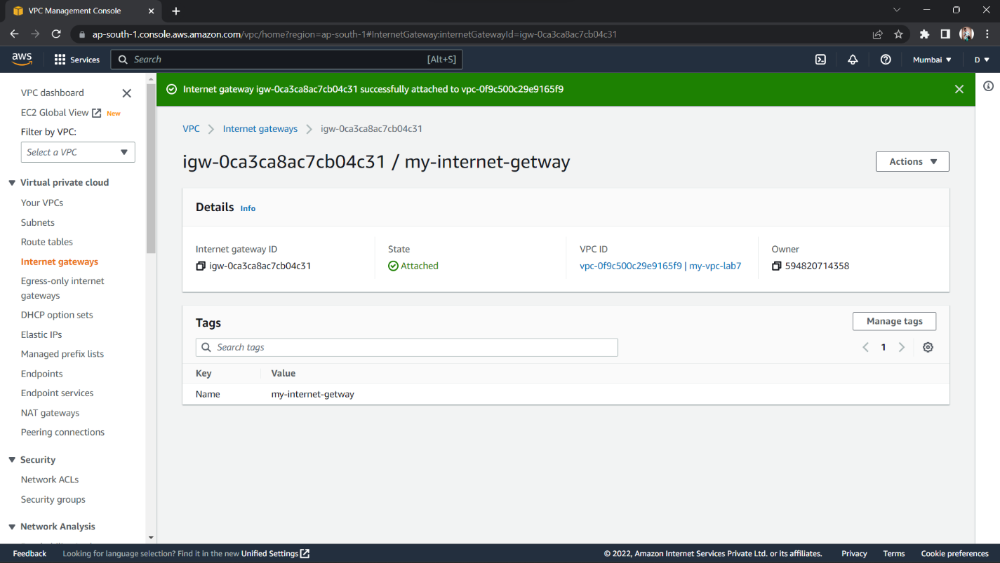 VPC Management Console
ap-south-1.console.aws.amazon.com/vpc/home?region=ap-south-1#InternetGateway:internetGatewayId=igw-0ca3ca8ac7cb04c31
aws Services Search [Alt+S] Mumbai D
VPC dashboard
EC2 Global View New
Filter by VPC:
Select a VPC
Virtual private cloud
Your VPCs
Subnets
Route tables
Internet gateways
Egress-only internet
gateways
DHCP option sets
Elastic IPs
Managed prefix lists
Endpoints
Endpoint services
NAT gateways
Peering connections
Security
Network ACLs
Security groups
Network Analysis
Internet gateway igw-0ca3ca8ac7cb04c31 successfully attached to vpc-0f9c500c29e9165f9
VPC Internet gateways igw-0ca3ca8ac7cb04c31
igw-0ca3ca8ac7cb04c31 / my-internet-getway
Actions
Details Info
Internet gateway ID
igw-0ca3ca8ac7cb04c31
State
Attached
VPC ID
vpc-0f9c500c29e9165f9 | my-vpc-lab7
Owner
594820714358
Tags
Manage tags
Search tags
1
Key Value
Name my-internet-getway
Feedback Looking for language selection? Find it in the new Unified Settings © 2022, Amazon Internet Services Private Ltd. or its affiliates. Privacy Terms Cookie preferences